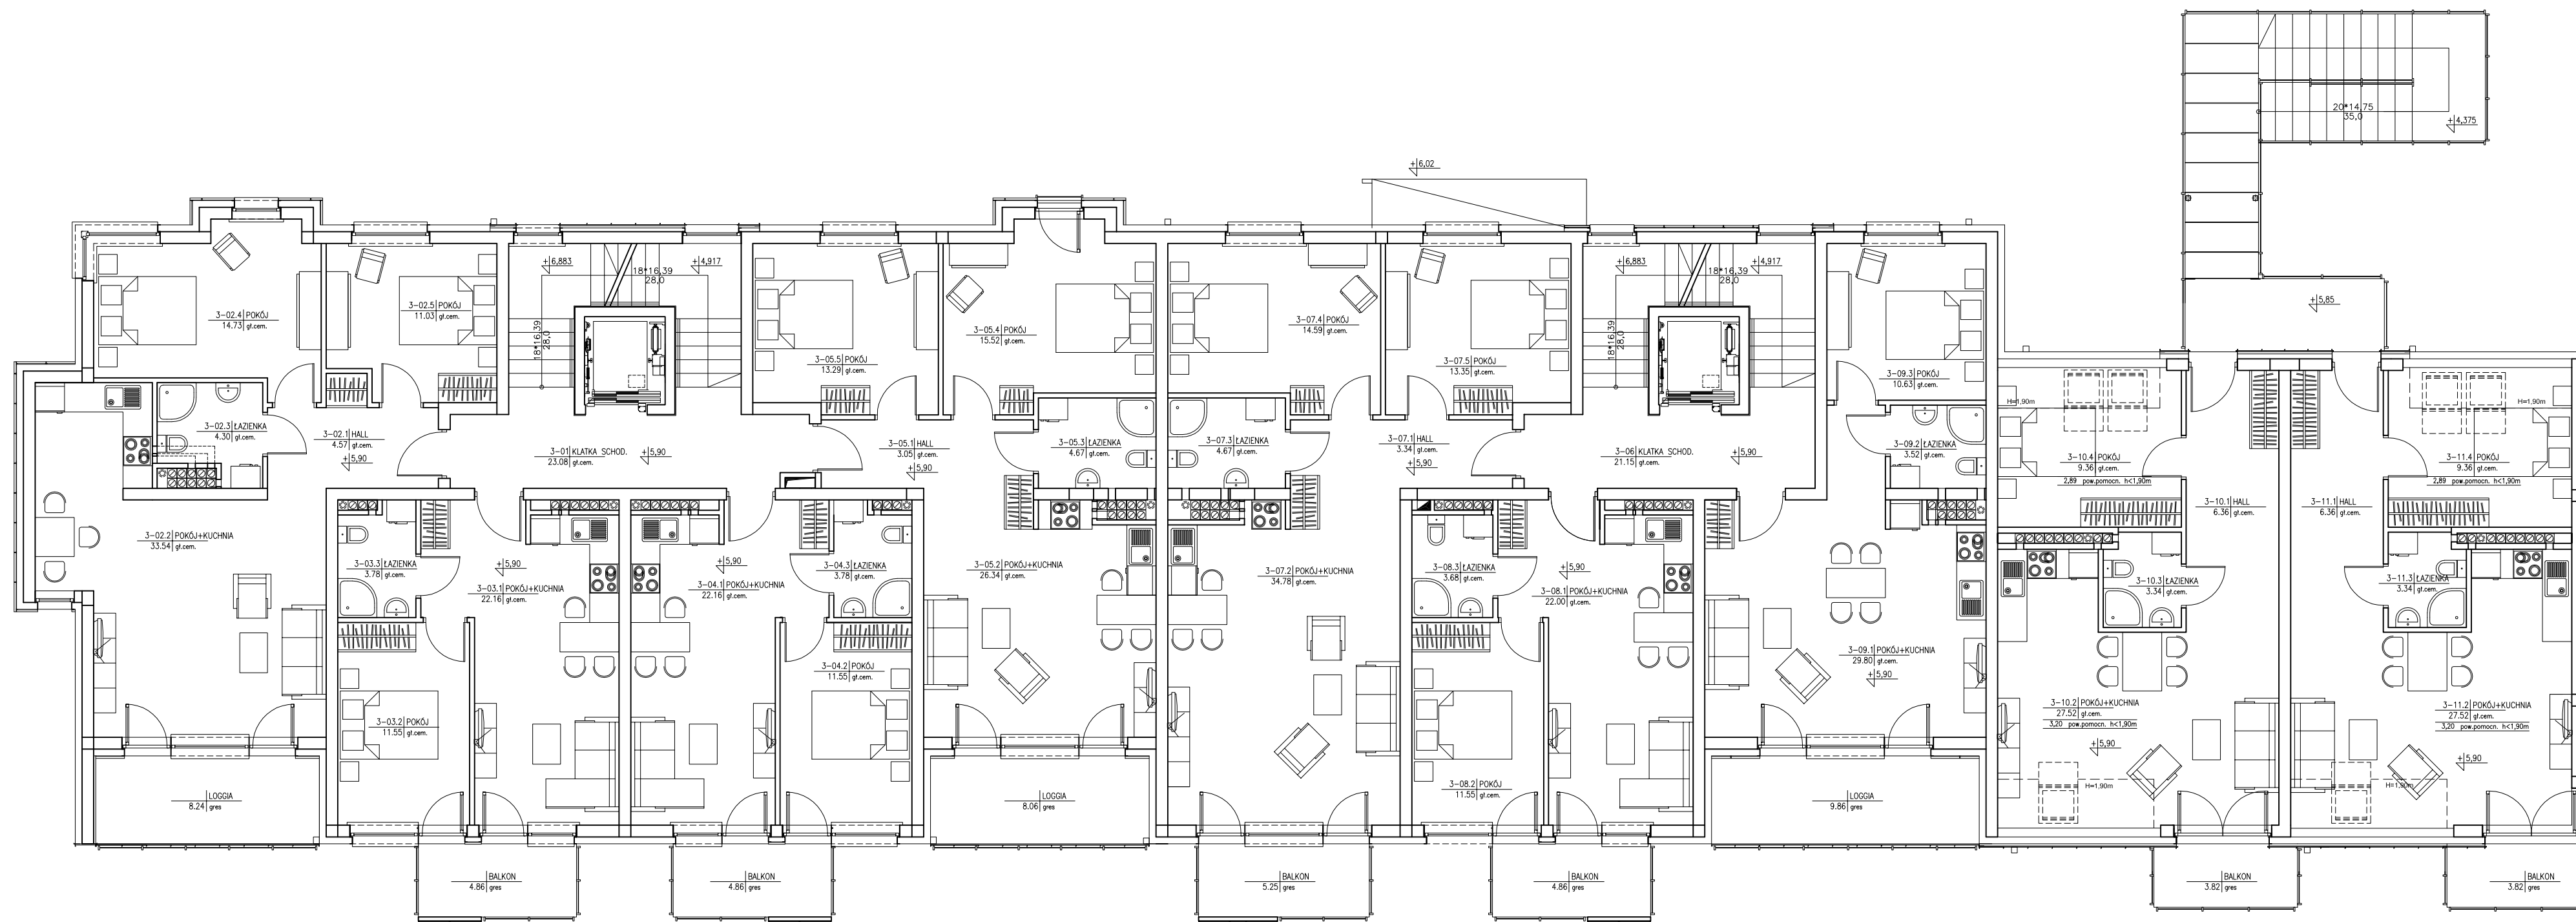 20*14,75
35,0
+4,375
+6,02
+5,85
+6,883
+4,917
18*16,39
28,0
18*16,39
28,0
+6,883
+4,917
18*16,39
28,0
18*16,39
28,0
3-02.4 POKÓJ
14.73 gt.cem.
3-02.5 POKÓJ
11.03 gt.cem.
3-05.5 POKÓJ
13.29 gt.cem.
3-05.4 POKÓJ
15.52 gt.cem.
3-07.4 POKÓJ
14.59 gt.cem.
3-07.5 POKÓJ
13.35 gt.cem.
3-09.3 POKÓJ
10.63 gt.cem.
H=1,90m
H=1,90m
3-02.3 ŁAZIENKA
4.30 gt.cem.
3-02.1 HALL
4.57 gt.cem.
+5,90
3-01 KLATKA SCHOD.
23.08 gt.cem.
+5,90
3-05.1 HALL
3.05 gt.cem.
+5,90
3-05.3 ŁAZIENKA
4.67 gt.cem.
3-07.3 ŁAZIENKA
4.67 gt.cem.
3-07.1 HALL
3.34 gt.cem.
+5,90
3-06 KLATKA SCHOD.
21.15 gt.cem.
+5,90
3-09.2 ŁAZIENKA
3.52 gt.cem.
3-10.4 POKÓJ
9.36 gt.cem.
2,89 pow.pomocn. h<1,90m
3-11.4 POKÓJ
9.36 gt.cem.
2,89 pow.pomocn. h<1,90m
3-10.1 HALL
6.36 gt.cem.
3-11.1 HALL
6.36 gt.cem.
3-02.2 POKÓJ+KUCHNIA
33.54 gt.cem.
3-03.3 ŁAZIENKA
3.78 gt.cem.
+5,90
3-03.1 POKÓJ+KUCHNIA
22.16 gt.cem.
+5,90
3-04.1 POKÓJ+KUCHNIA
22.16 gt.cem.
3-04.3 ŁAZIENKA
3.78 gt.cem.
3-05.2 POKÓJ+KUCHNIA
26.34 gt.cem.
3-07.2 POKÓJ+KUCHNIA
34.78 gt.cem.
3-08.3 ŁAZIENKA
3.68 gt.cem.
+5,90
3-08.1 POKÓJ+KUCHNIA
22.00 gt.cem.
3-10.3 ŁAZIENKA
3.34 gt.cem.
3-11.3 ŁAZIENKA
3.34 gt.cem.
3-09.1 POKÓJ+KUCHNIA
29.80 gt.cem.
+5,90
3-04.2 POKÓJ
11.55 gt.cem.
3-03.2 POKÓJ
11.55 gt.cem.
3-10.2 POKÓJ+KUCHNIA
27.52 gt.cem.
3,20 pow.pomocn. h<1,90m
+5,90
3-11.2 POKÓJ+KUCHNIA
27.52 gt.cem.
3,20 pow.pomocn. h<1,90m
+5,90
3-08.2 POKÓJ
11.55 gt.cem.
H=1,90m
H=1,90m
LOGGIA
8.24 gres
LOGGIA
8.06 gres
LOGGIA
9.86 gres
BALKON
4.86 gres
BALKON
4.86 gres
BALKON
5.25 gres
BALKON
4.86 gres
BALKON
3.82 gres
BALKON
3.82 gres